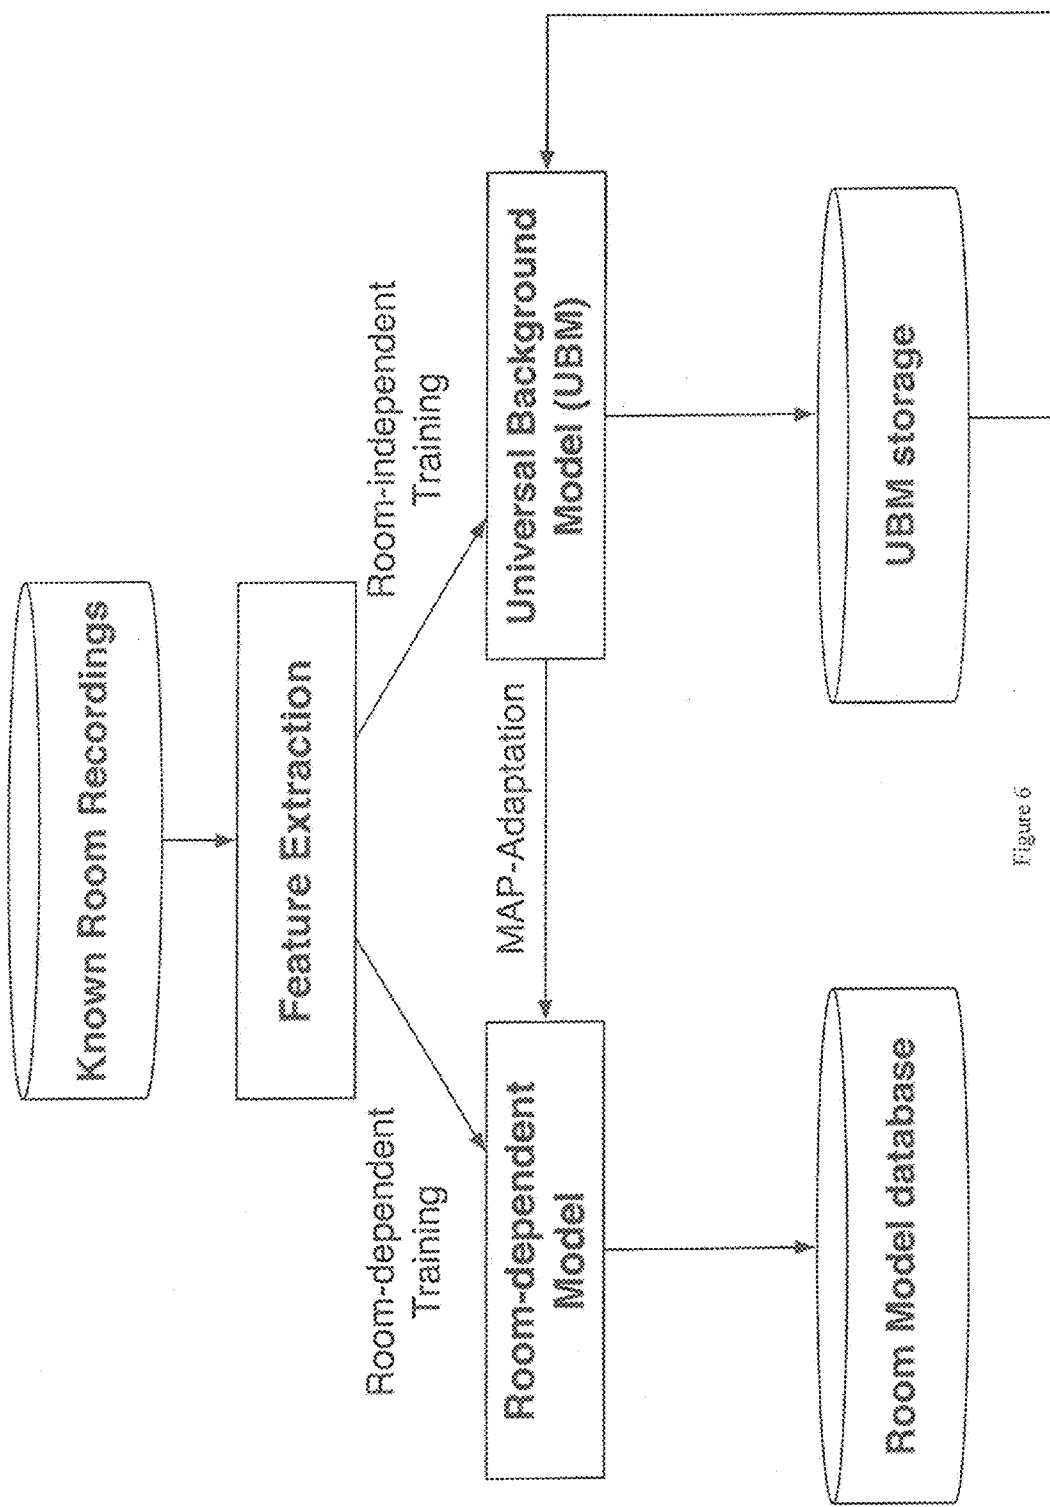 Known Room Recordings
Feature Extraction
Room-dependent
Training
Room-independent
Training
Room-dependent
Model
MAP-Adaptation
Universal Background
Model (UBM)
Room Model database
UBM storage
Figure 6